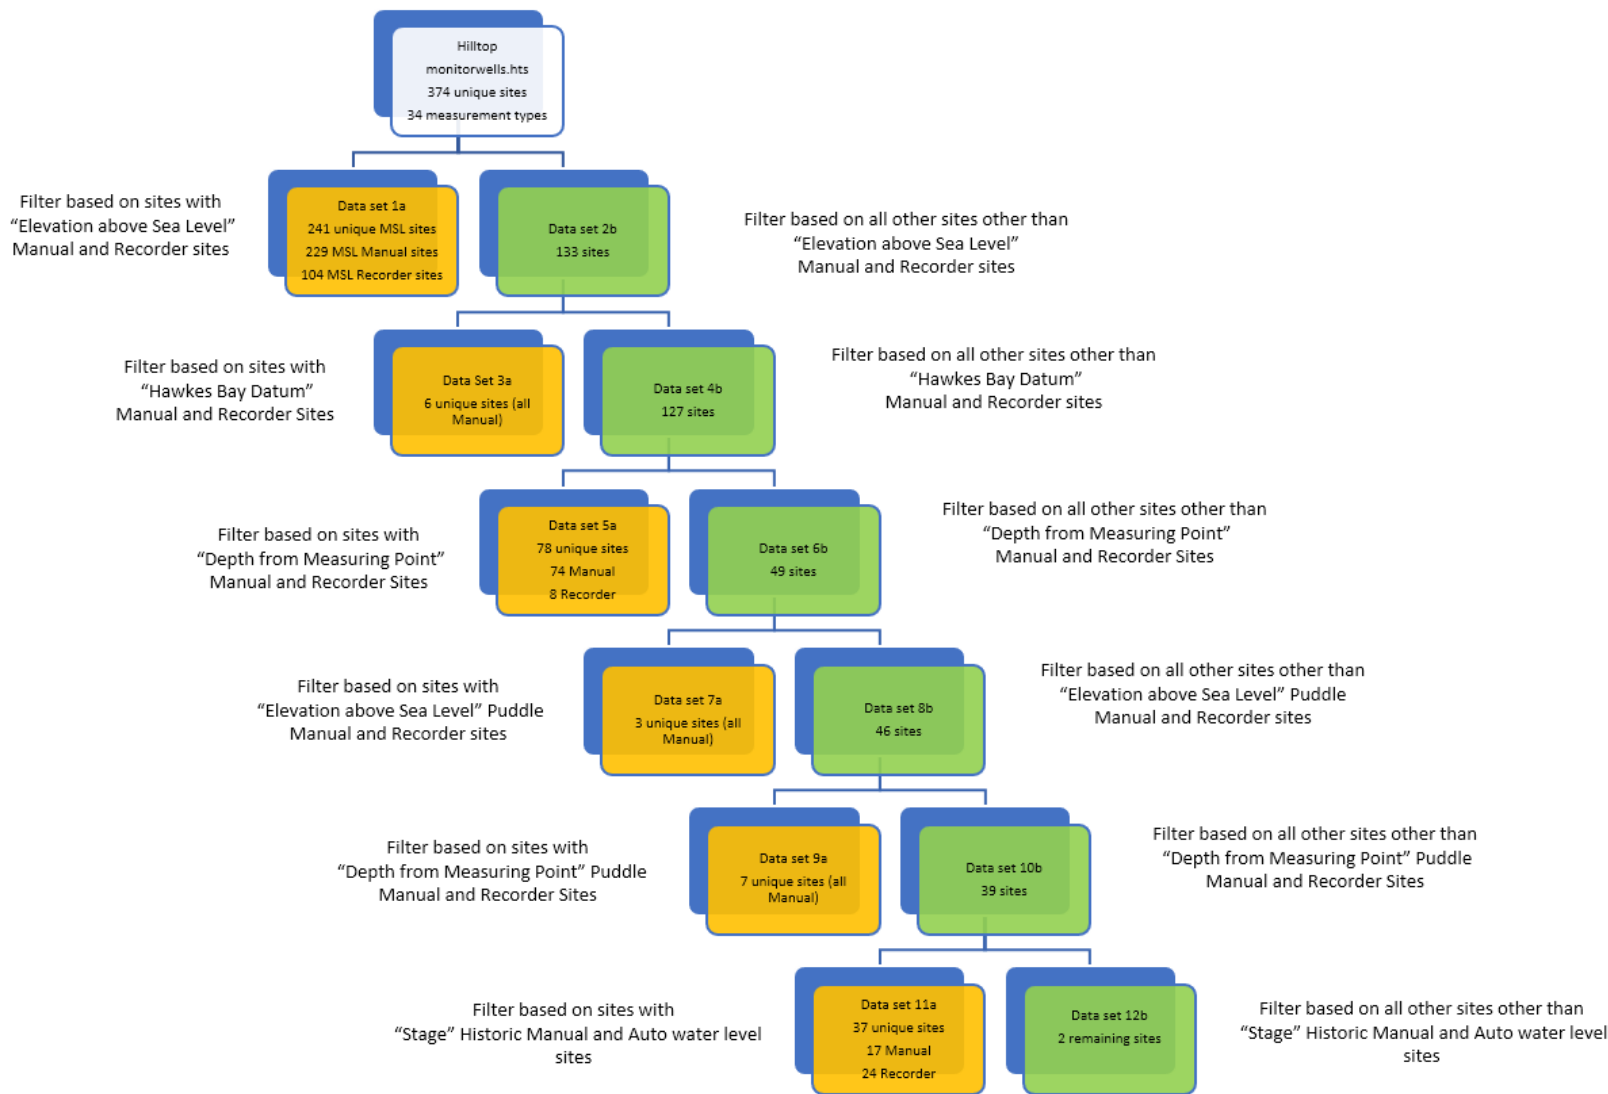 Hilltop
monitorwells.hts
374 unique sites
34 measurement types
Filter based on sites with
“Elevation above Sea Level”
Manual and Recorder sites
Data set 1a
241 unique MSL sites
229 MSL Manual sites
104 MSL Recorder sites
Data set 2b
133 sites
Filter based on all other sites other than
“Elevation above Sea Level”
Manual and Recorder sites
Filter based on sites with
“Hawkes Bay Datum”
Manual and Recorder Sites
Data Set 3a
6 unique sites (all
Manual)
Data set 4b
127 sites
Filter based on all other sites other than
“Hawkes Bay Datum”
Manual and Recorder sites
Filter based on sites with
“Depth from Measuring Point”
Manual and Recorder Sites
Data set 5a
78 unique sites
74 Manual
8 Recorder
Data set 6b
49 sites
Filter based on all other sites other than
“Depth from Measuring Point”
Manual and Recorder Sites
Filter based on sites with
“Elevation above Sea Level” Puddle
Manual and Recorder sites
Data set 7a
3 unique sites (all
Manual)
Data set 8b
46 sites
Filter based on all other sites other than
“Elevation above Sea Level” Puddle
Manual and Recorder sites
Filter based on sites with
“Depth from Measuring Point” Puddle
Manual and Recorder Sites
Data set 9a
7 unique sites (all
Manual)
Data set 10b
39 sites
Filter based on all other sites other than
“Depth from Measuring Point” Puddle
Manual and Recorder Sites
Filter based on sites with
“Stage” Historic Manual and Auto water level
sites
Data set 11a
37 unique sites
17 Manual
24 Recorder
Data set 12b
2 remaining sites
Filter based on all other sites other than
“Stage” Historic Manual and Auto water level
sites